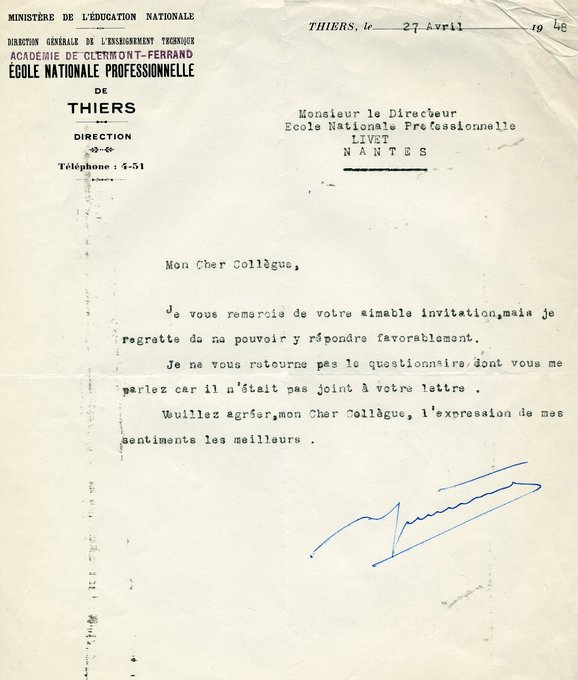 MINISTÈRE DE L'ÉDUCATION NATIONALE
DIRECTION GÉNÉRALE DE L'ENSEIGNEMENT TECHNIQUE
ACADÉMIE DE CLERMONT-FERRAND
ÉCOLE NATIONALE PROFESSIONNELLE
DE
THIERS
DIRECTION
Téléphone : 4-51
THIERS, le 27 Avril 1948
Monsieur le Directeur
Ecole Nationale Professionnelle
LIVET
NANTES
Mon Cher Collègue,
Je vous remercie de votre aimable invitation,mais je
regrette de ne pouvoir y répondre favorablement.
Je ne vous retourne pas le questionnaire dont vous me
parlez car il n'était pas joint à votre lettre .
Veuillez agréer,mon Cher Collègue, l'expression de mes
sentiments les meilleurs .